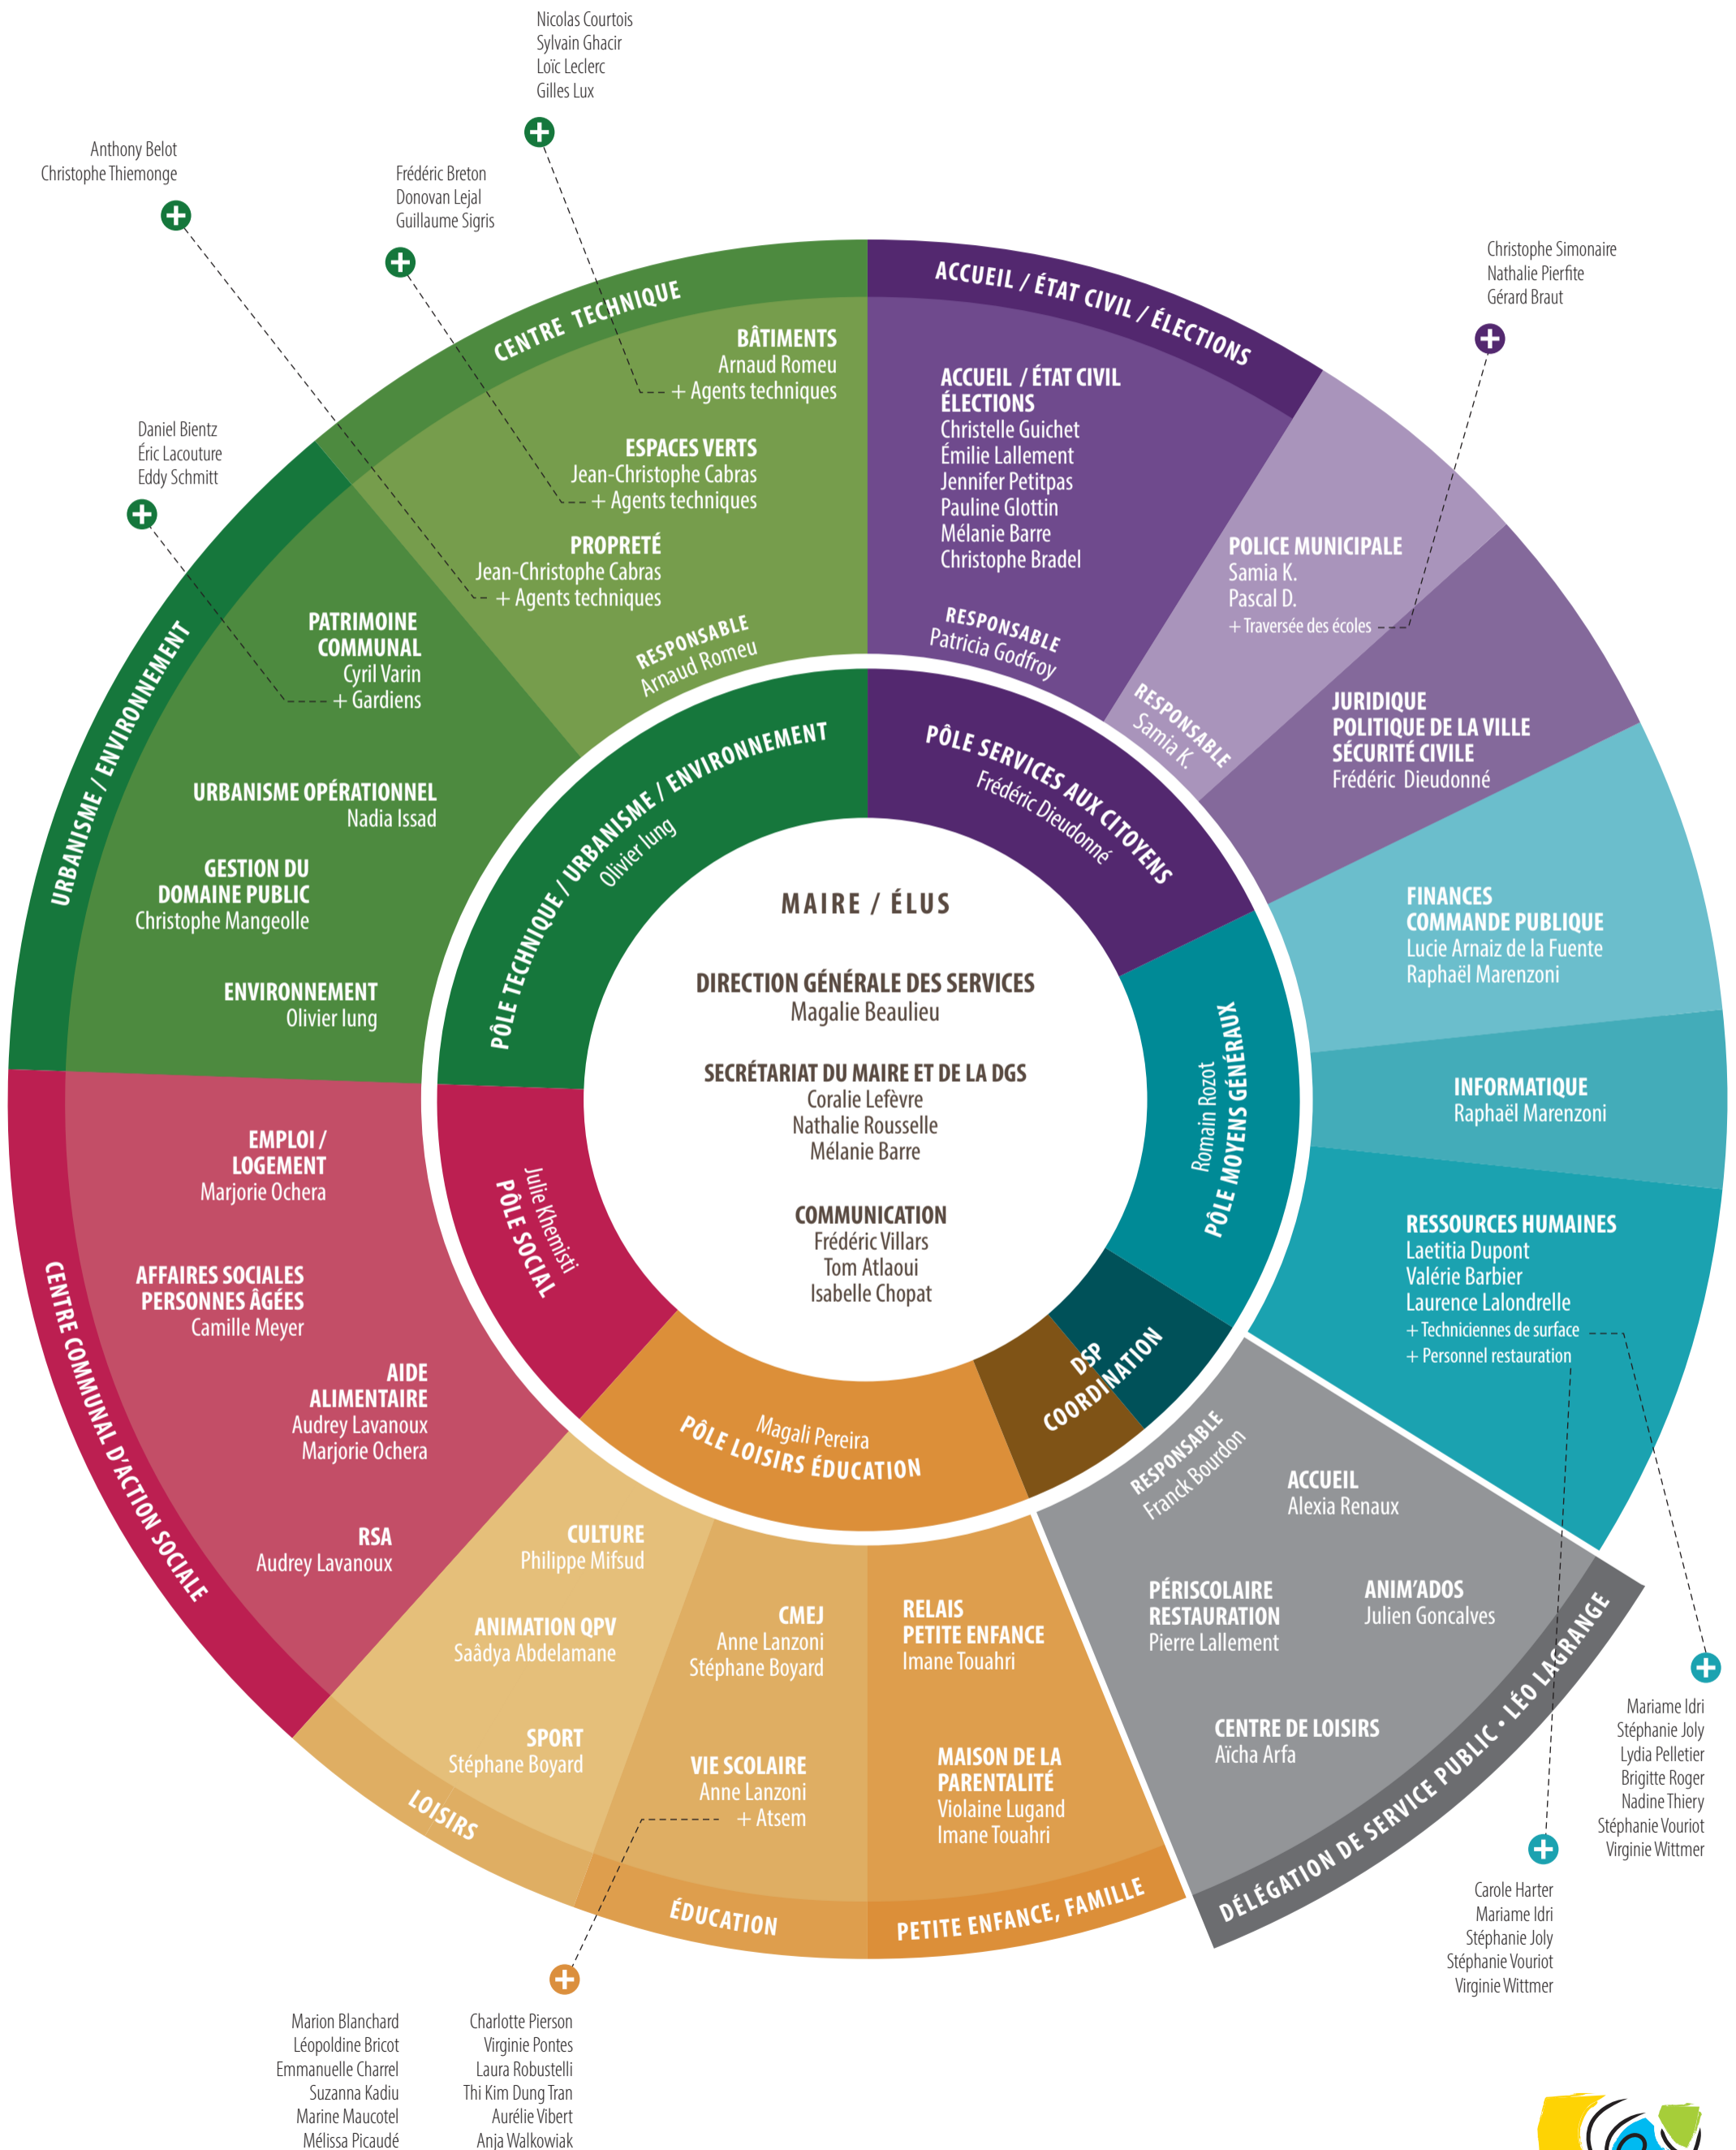 Nicolas Courtois
Sylvain Ghacir
Loïc Leclerc
Gilles Lux
Anthony Belot
Christophe Thiemonge
Frédéric Breton
Donovan Lejal
Guillaume Sigris
Daniel Bientz
Éric Lacouture
Eddy Schmitt
Christophe Simonaire
Nathalie Pierfite
Gérard Braut
CENTRE TECHNIQUE
BÂTIMENTS
Arnaud Romeu
+ Agents techniques
ESPACES VERTS
Jean-Christophe Cabras
+ Agents techniques
PROPRETÉ
Jean-Christophe Cabras
+ Agents techniques
RESPONSABLE
Arnaud Romeu
ACCUEIL / ÉTAT CIVIL / ÉLECTIONS
ACCUEIL / ÉTAT CIVIL
ÉLECTIONS
Christelle Guichet
Émilie Lallement
Jennifer Petitpas
Pauline Glottin
Mélanie Barre
Christophe Bradel
RESPONSABLE
Patricia Godfroy
POLICE MUNICIPALE
Samia K.
Pascal D.
+ Traversée des écoles
RESPONSABLE
Samia K.
JURIDIQUE
POLITIQUE DE LA VILLE
SÉCURITÉ CIVILE
Frédéric Dieudonné
URBANISME / ENVIRONNEMENT
PATRIMOINE
COMMUNAL
Cyril Varin
+ Gardiens
URBANISME OPÉRATIONNEL
Nadia Issad
GESTION DU
DOMAINE PUBLIC
Christophe Mangeolle
ENVIRONNEMENT
Olivier Iung
PÔLE TECHNIQUE / URBANISME / ENVIRONNEMENT
Olivier Iung
PÔLE SERVICES AUX CITOYENS
Frédéric Dieudonné
MAIRE / ÉLUS
DIRECTION GÉNÉRALE DES SERVICES
Magalie Beaulieu
SECRÉTARIAT DU MAIRE ET DE LA DGS
Coralie Lefèvre
Nathalie Rousselle
Mélanie Barre
COMMUNICATION
Frédéric Villars
Tom Atlaoui
Isabelle Chopat
Romain Rozot
PÔLE MOYENS GÉNÉRAUX
FINANCES
COMMANDE PUBLIQUE
Lucie Arnaiz de la Fuente
Raphaël Marenzoni
INFORMATIQUE
Raphaël Marenzoni
RESSOURCES HUMAINES
Laetitia Dupont
Valérie Barbier
Laurence Lalondrelle
+ Techniciennes de surface
+ Personnel restauration
CENTRE COMMUNAL D'ACTION SOCIALE
EMPLOI /
LOGEMENT
Marjorie Ochera
AFFAIRES SOCIALES
PERSONNES ÂGÉES
Camille Meyer
AIDE
ALIMENTAIRE
Audrey Lavanoux
Marjorie Ochera
RSA
Audrey Lavanoux
Julie Khemisti
PÔLE SOCIAL
Magali Pereira
PÔLE LOISIRS ÉDUCATION
DSP
COORDINATION
CULTURE
Philippe Mifsud
ANIMATION QPV
Saâdya Abdelamane
SPORT
Stéphane Boyard
LOISIRS
CMEJ
Anne Lanzoni
Stéphane Boyard
VIE SCOLAIRE
Anne Lanzoni
+ Atsem
ÉDUCATION
RELAIS
PETITE ENFANCE
Imane Touahri
MAISON DE LA
PARENTALITÉ
Violaine Lugand
Imane Touahri
PETITE ENFANCE, FAMILLE
RESPONSABLE
Franck Bourdon
ACCUEIL
Alexia Renaux
PÉRISCOLAIRE
RESTAURATION
Pierre Lallement
ANIM'ADOS
Julien Goncalves
CENTRE DE LOISIRS
Aïcha Arfa
DÉLÉGATION DE SERVICE PUBLIC • LÉO LAGRANGE
Mariame Idri
Stéphanie Joly
Lydia Pelletier
Brigitte Roger
Nadine Thiery
Stéphanie Vouriot
Virginie Wittmer
Carole Harter
Mariame Idri
Stéphanie Joly
Stéphanie Vouriot
Virginie Wittmer
Marion Blanchard
Léopoldine Bricot
Emmanuelle Charrel
Suzanna Kadiu
Marine Maucotel
Mélissa Picaudé
Charlotte Pierson
Virginie Pontes
Laura Robustelli
Thi Kim Dung Tran
Aurélie Vibert
Anja Walkowiak